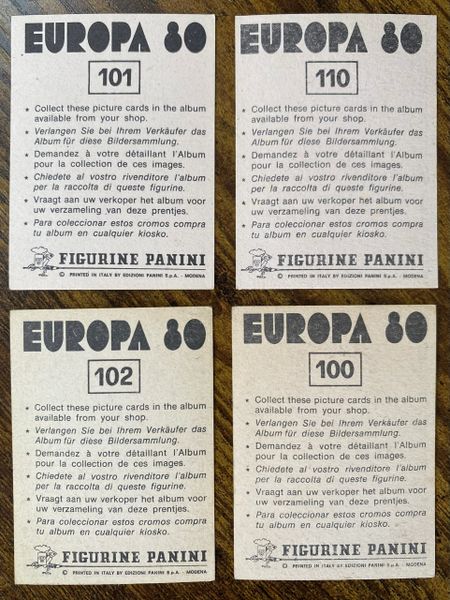 EUROPA 80
101
★ Collect these picture cards in the album
available from your shop.
★ Verlangen Sie bei Ihrem Verkäufer das
Album für diese Bildersammlung.
★ Demandez à votre détaillant l'Album
pour la collection de ces images.
★ Chiedete al vostro rivenditore l'album
per la raccolta di queste figurine.
★ Vraagt aan uw verkoper het album voor
uw verzameling van deze prentjes.
★ Para coleccionar estos cromos compra
tu album en cualquier kiosko.
FIGURINE PANINI
© PRINTED IN ITALY BY EDIZIONI PANINI S.p.A. - MODENA
EUROPA 80
110
★ Collect these picture cards in the album
available from your shop.
★ Verlangen Sie bei Ihrem Verkäufer das
Album für diese Bildersammlung.
★ Demandez à votre détaillant l'Album
pour la collection de ces images.
★ Chiedete al vostro rivenditore l'album
per la raccolta di queste figurine.
★ Vraagt aan uw verkoper het album voor
uw verzameling van deze prentjes.
★ Para coleccionar estos cromos compra
tu album en cualquier kiosko.
FIGURINE PANINI
© PRINTED IN ITALY BY EDIZIONI PANINI S.p.A. - MODENA
EUROPA 80
102
★ Collect these picture cards in the album
available from your shop.
★ Verlangen Sie bei Ihrem Verkäufer das
Album für diese Bildersammlung.
★ Demandez à votre détaillant l'Album
pour la collection de ces images.
★ Chiedete al vostro rivenditore l'album
per la raccolta di queste figurine.
★ Vraagt aan uw verkoper het album voor
uw verzameling van deze prentjes.
★ Para coleccionar estos cromos compra
tu album en cualquier kiosko.
FIGURINE PANINI
© PRINTED IN ITALY BY EDIZIONI PANINI S.p.A. - MODENA
EUROPA 80
100
★ Collect these picture cards in the album
available from your shop.
★ Verlangen Sie bei Ihrem Verkäufer das
Album für diese Bildersammlung.
★ Demandez à votre détaillant l'Album
pour la collection de ces images.
★ Chiedete al vostro rivenditore l'album
per la raccolta di queste figurine.
★ Vraagt aan uw verkoper het album voor
uw verzameling van deze prentjes.
★ Para coleccionar estos cromos compra
tu album en cualquier kiosko.
FIGURINE PANINI
© PRINTED IN ITALY BY EDIZIONI PANINI S.p.A. - MODENA